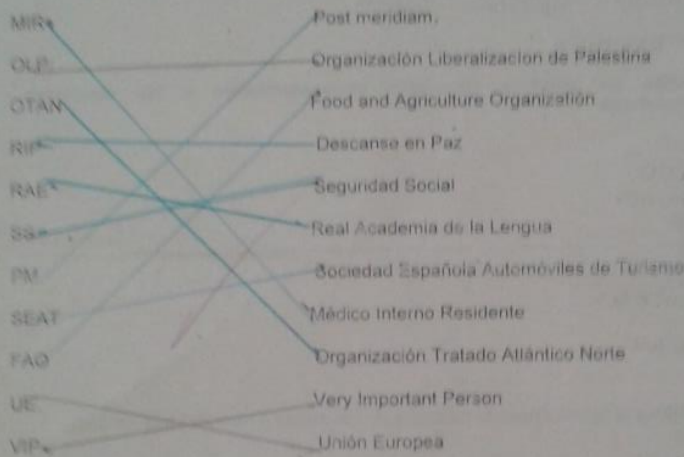 MIR Post meridiam.
OLP Organización Liberalizacion de Palestina
OTAN Food and Agriculture Organizatión
RIP Descanse en Paz
RAE Seguridad Social
SS Real Academia de la Lengua
PM Sociedad Española Automóviles de Turismo
SEAT Médico Interno Residente
FAO Organización Tratado Atlántico Norte
UE Very Important Person
VIP Unión Europea